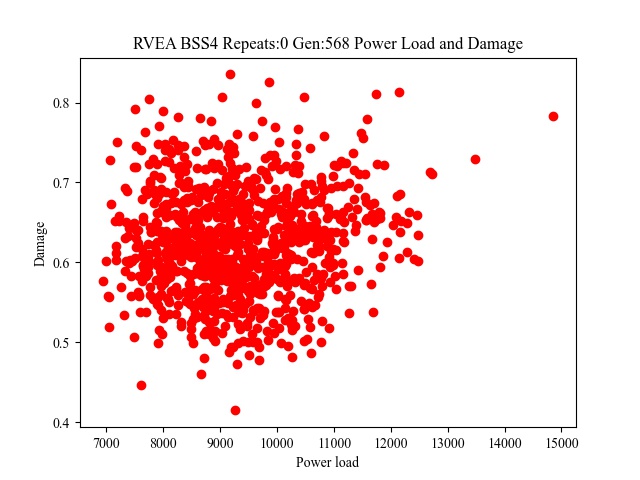 RVEA BSS4 Repeats:0 Gen:568 Power Load and Damage
0.8
0.7
0.6
0.5
0.4
Damage
7000 8000 9000 10000 11000 12000 13000 14000 15000
Power load